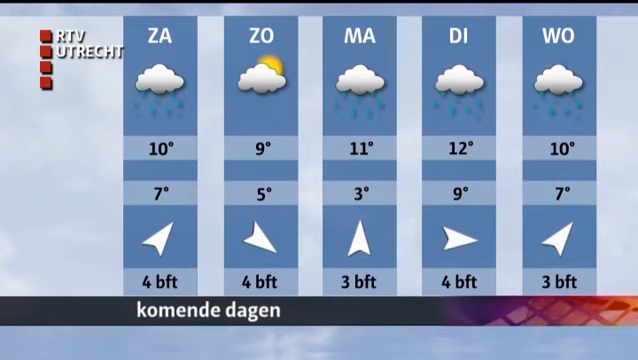 RTV
UTRECHT
ZA ZO MA DI WO
10° 9° 11° 12° 10°
7° 5° 3° 9° 7°
4 bft 4 bft 3 bft 4 bft 3 bft
komende dagen